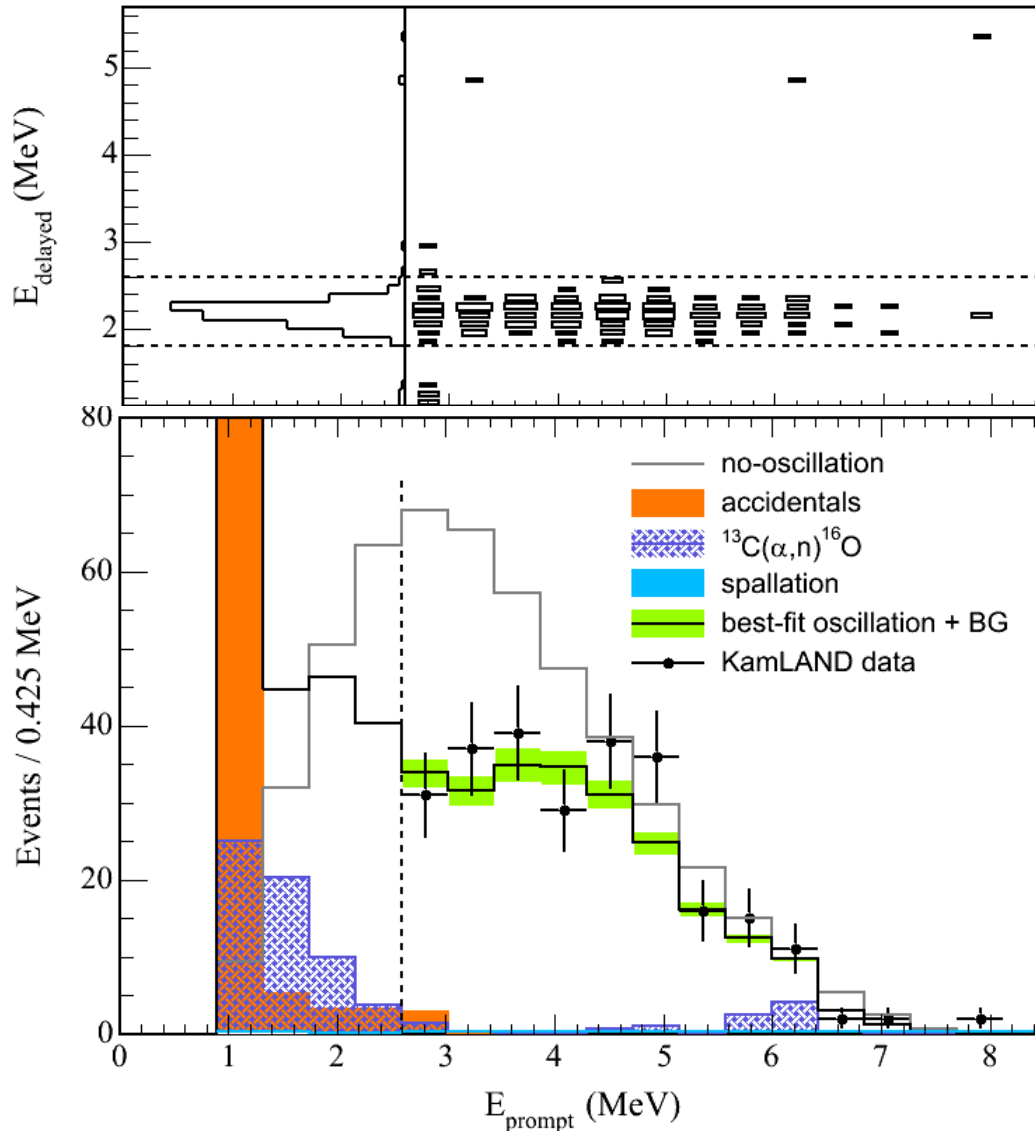 5
4
3
2
E_delayed (MeV)
80
60
40
20
0
Events / 0.425 MeV
no-oscillation
accidentals
¹³C(α,n)¹⁶O
spallation
best-fit oscillation + BG
KamLAND data
0 1 2 3 4 5 6 7 8
E_prompt (MeV)